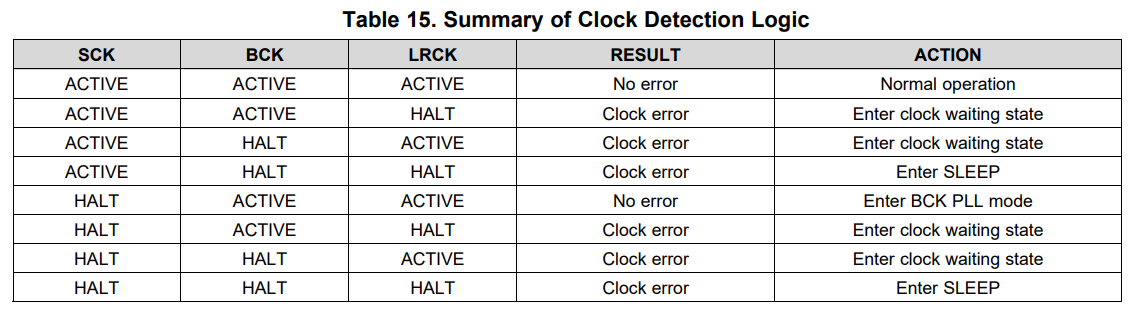 Table 15. Summary of Clock Detection Logic
SCK BCK LRCK RESULT ACTION
ACTIVE ACTIVE ACTIVE No error Normal operation
ACTIVE ACTIVE HALT Clock error Enter clock waiting state
ACTIVE HALT ACTIVE Clock error Enter clock waiting state
ACTIVE HALT HALT Clock error Enter SLEEP
HALT ACTIVE ACTIVE No error Enter BCK PLL mode
HALT ACTIVE HALT Clock error Enter clock waiting state
HALT HALT ACTIVE Clock error Enter clock waiting state
HALT HALT HALT Clock error Enter SLEEP